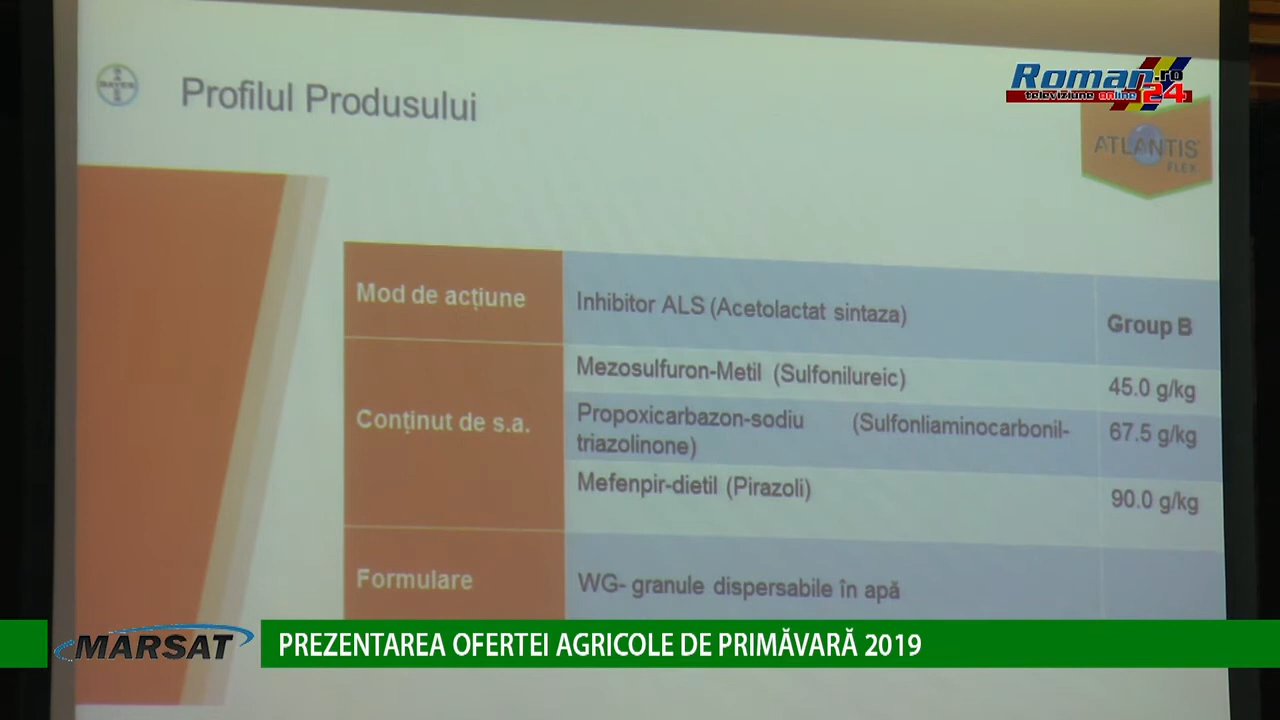 BAYER
Profilul Produsului
Roman.ro
televiziune online 24
ATLANTIS
FLEX
Mod de acțiune
Inhibitor ALS (Acetolactat sintaza)
Group B
Conținut de s.a.
Mezosulfuron-Metil (Sulfonilureic)
45.0 g/kg
Propoxicarbazon-sodiu (Sulfonliaminocarbonil-
triazolinone)
67.5 g/kg
Mefenpir-dietil (Pirazoli)
90.0 g/kg
Formulare
WG- granule dispersabile în apă
MARSAT
PREZENTAREA OFERTEI AGRICOLE DE PRIMĂVARĂ 2019